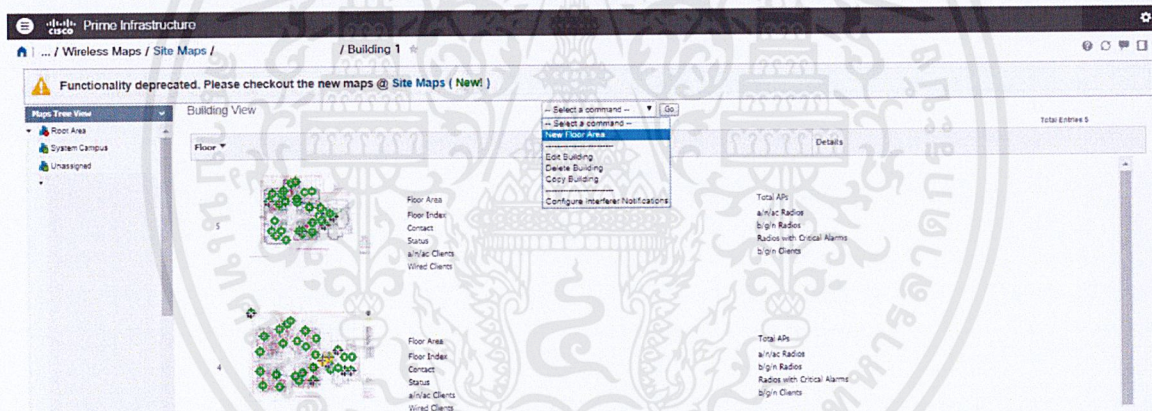 cisco Prime Infrastructure
... / Wireless Maps / Site Maps / / Building 1
Functionality deprecated. Please checkout the new maps @ Site Maps ( New! )
Maps Tree View
Root Area
System Campus
Unassigned
Building View
-- Select a command --
Go
-- Select a command --
New Floor Area
Edit Building
Delete Building
Copy Building
Configure Interferer Notifications
Total Entries 5
Floor
Details
5
Floor Area
Floor Index
Contact
Status
a/n/ac Clients
Wired Clients
Total APs
a/n/ac Radios
b/g/n Radios
Radios with Critical Alarms
b/g/n Clients
4
Floor Area
Floor Index
Contact
Status
a/n/ac Clients
Wired Clients
Total APs
a/n/ac Radios
b/g/n Radios
Radios with Critical Alarms
b/g/n Clients